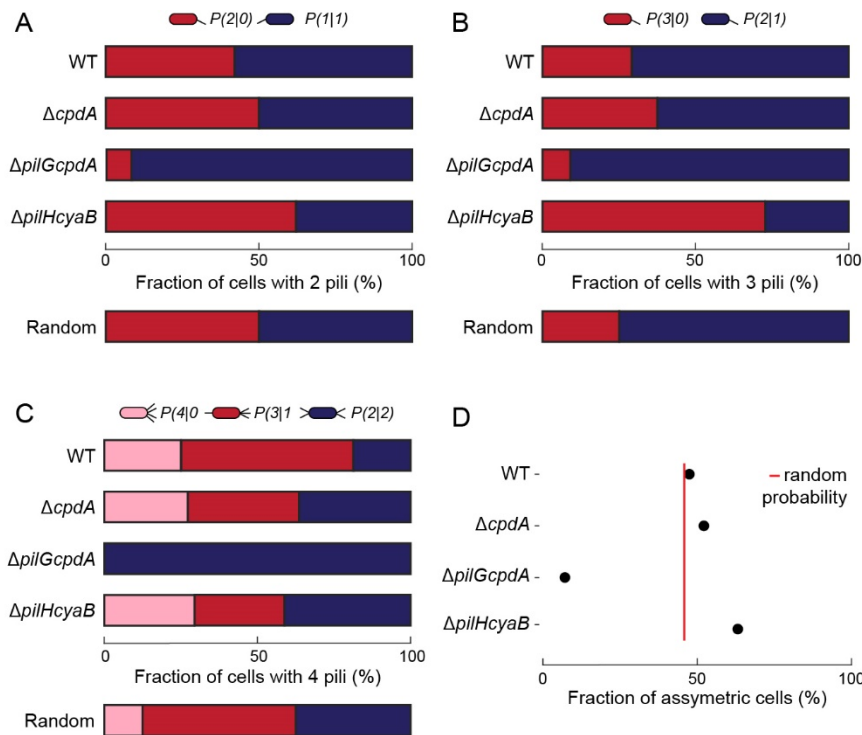 A
P(2|0) P(1|1)
WT
ΔcpdA
ΔpilGcpdA
ΔpilHcyaB
0 50 100
Fraction of cells with 2 pili (%)
Random
B
P(3|0) P(2|1)
WT
ΔcpdA
ΔpilGcpdA
ΔpilHcyaB
0 50 100
Fraction of cells with 3 pili (%)
Random
C
P(4|0 P(3|1 P(2|2)
WT
ΔcpdA
ΔpilGcpdA
ΔpilHcyaB
0 50 100
Fraction of cells with 4 pili (%)
Random
D
WT
random
probability
ΔcpdA
ΔpilGcpdA
ΔpilHcyaB
0 50 100
Fraction of assymetric cells (%)